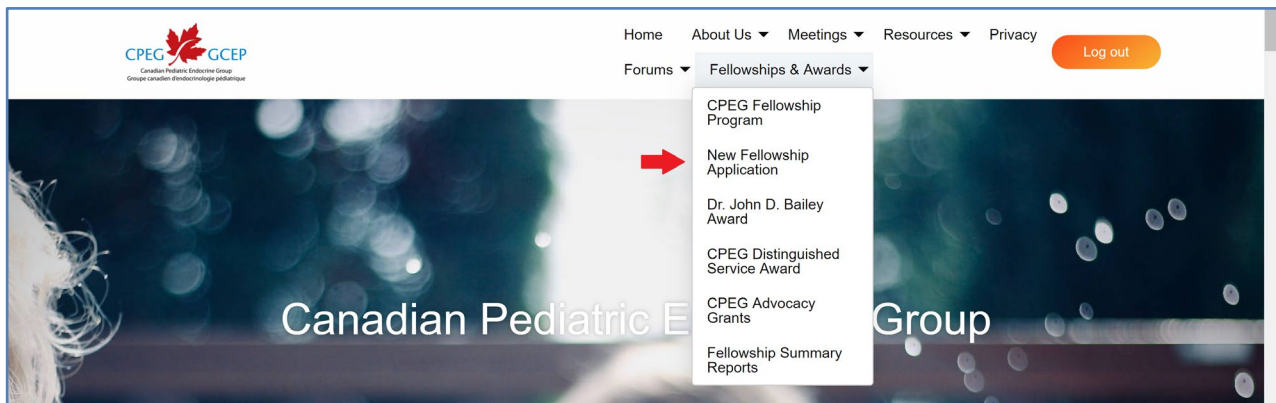 CPEG GCEP
Canadian Pediatric Endocrine Group
Groupe canadien d'endocrinologie pédiatrique
Home About Us Meetings Resources Privacy
Log out
Forums Fellowships & Awards
CPEG Fellowship
Program
New Fellowship
Application
Dr. John D. Bailey
Award
CPEG Distinguished
Service Award
CPEG Advocacy
Grants
Fellowship Summary
Reports
Canadian Pediatric E Group